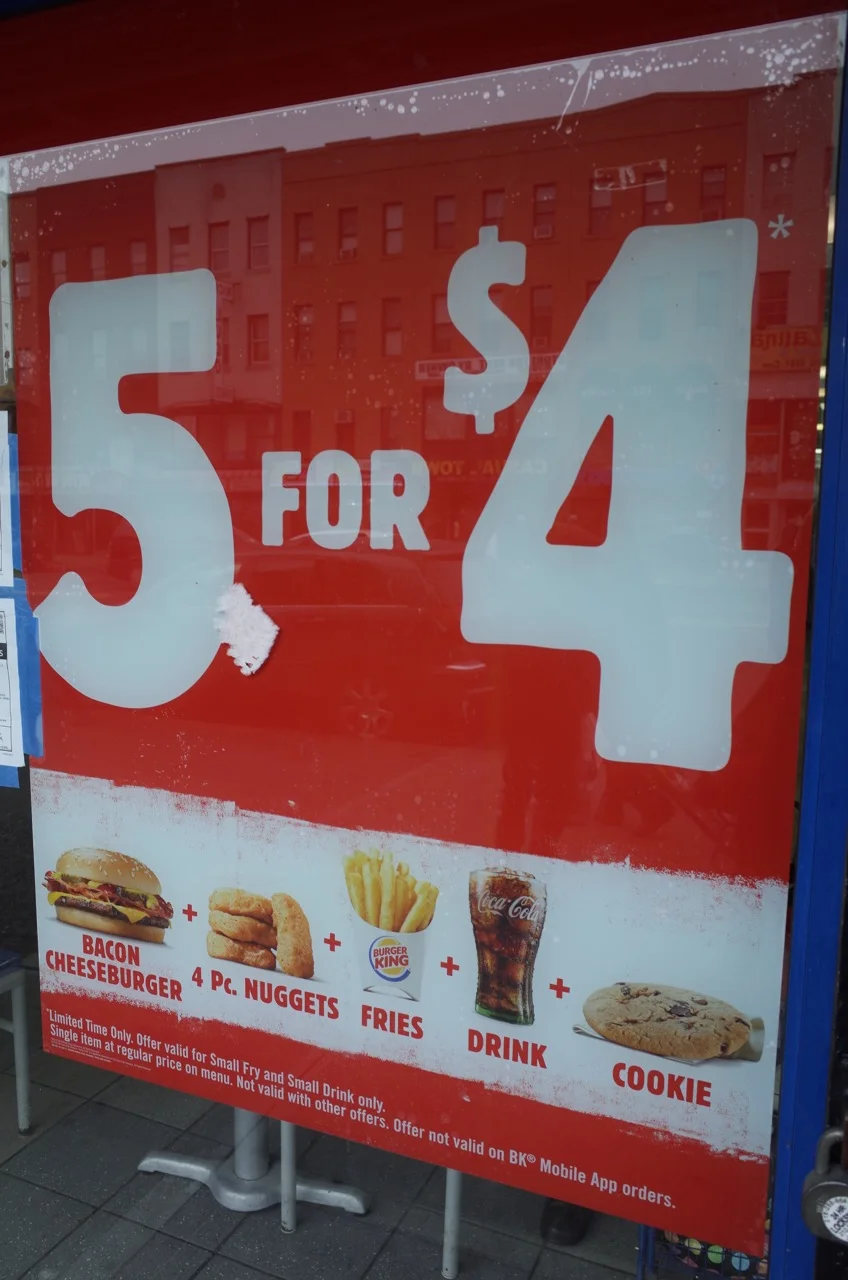 5 FOR $4*
BACON
CHEESEBURGER
+
4 Pc. NUGGETS
+
BURGER
KING
FRIES
+
Coca-Cola
DRINK
+
COOKIE
*Limited Time Only. Offer valid for Small Fry and Small Drink only.
Single item at regular price on menu. Not valid with other offers. Offer not valid on BK® Mobile App orders.